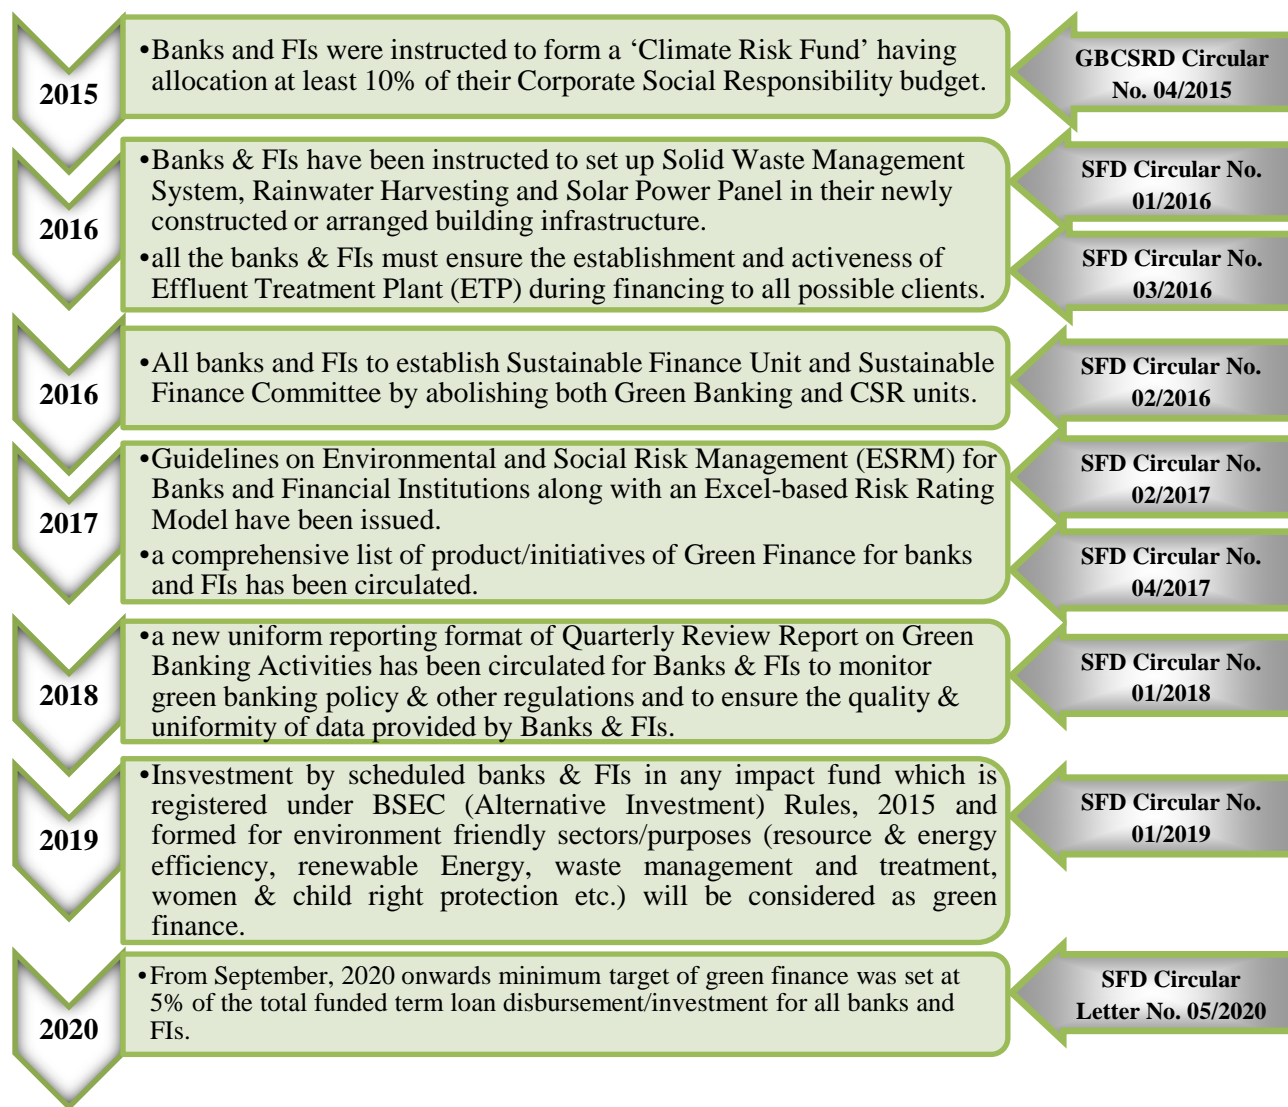 2015
•Banks and FIs were instructed to form a ‘Climate Risk Fund’ having
allocation at least 10% of their Corporate Social Responsibility budget.
GBCSRD Circular
No. 04/2015
2016
•Banks & FIs have been instructed to set up Solid Waste Management
System, Rainwater Harvesting and Solar Power Panel in their newly
constructed or arranged building infrastructure.
•all the banks & FIs must ensure the establishment and activeness of
Effluent Treatment Plant (ETP) during financing to all possible clients.
SFD Circular No.
01/2016
SFD Circular No.
03/2016
2016
•All banks and FIs to establish Sustainable Finance Unit and Sustainable
Finance Committee by abolishing both Green Banking and CSR units.
SFD Circular No.
02/2016
2017
•Guidelines on Environmental and Social Risk Management (ESRM) for
Banks and Financial Institutions along with an Excel-based Risk Rating
Model have been issued.
•a comprehensive list of product/initiatives of Green Finance for banks
and FIs has been circulated.
SFD Circular No.
02/2017
SFD Circular No.
04/2017
2018
•a new uniform reporting format of Quarterly Review Report on Green
Banking Activities has been circulated for Banks & FIs to monitor
green banking policy & other regulations and to ensure the quality &
uniformity of data provided by Banks & FIs.
SFD Circular No.
01/2018
2019
•Insvestment by scheduled banks & FIs in any impact fund which is
registered under BSEC (Alternative Investment) Rules, 2015 and
formed for environment friendly sectors/purposes (resource & energy
efficiency, renewable Energy, waste management and treatment,
women & child right protection etc.) will be considered as green
finance.
SFD Circular No.
01/2019
2020
•From September, 2020 onwards minimum target of green finance was set at
5% of the total funded term loan disbursement/investment for all banks and
FIs.
SFD Circular
Letter No. 05/2020